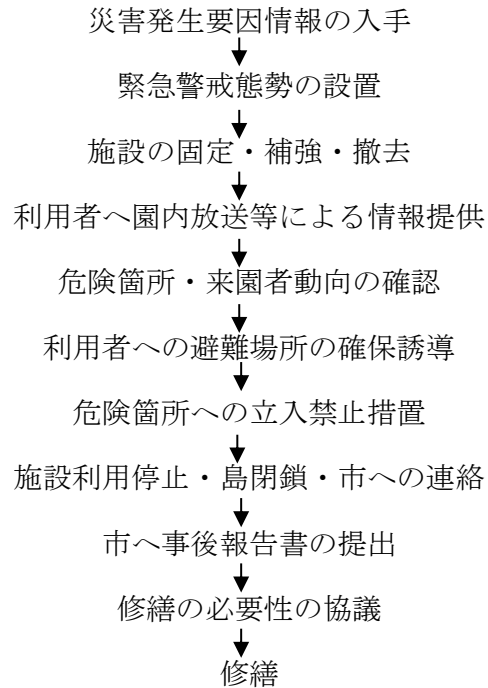 災害発生要因情報の入手
緊急警戒態勢の設置
施設の固定・補強・撤去
利用者へ園内放送等による情報提供
危険箇所・来園者動向の確認
利用者への避難場所の確保誘導
危険箇所への立入禁止措置
施設利用停止・島閉鎖・市への連絡
市へ事後報告書の提出
修繕の必要性の協議
修繕